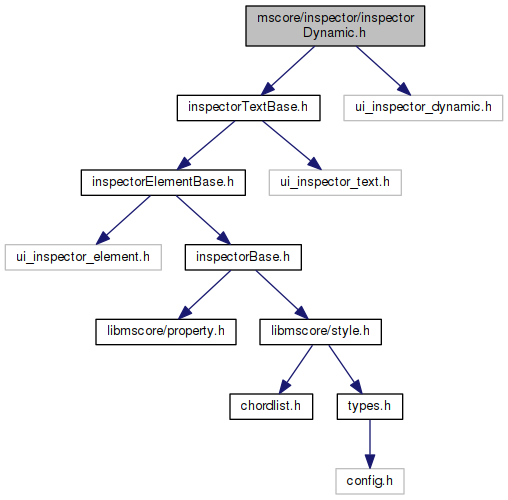 mscore/inspector/inspector
Dynamic.h
inspectorTextBase.h
ui_inspector_dynamic.h
inspectorElementBase.h
ui_inspector_text.h
ui_inspector_element.h
inspectorBase.h
libmscore/property.h
libmscore/style.h
chordlist.h
types.h
config.h